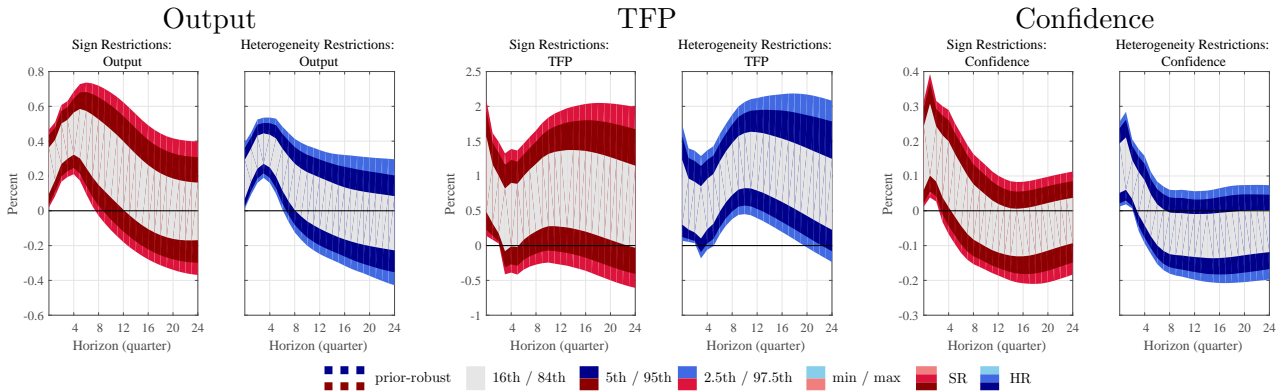 Output
TFP
Confidence
Sign Restrictions:
Output
Heterogeneity Restrictions:
Output
Sign Restrictions:
TFP
Heterogeneity Restrictions:
TFP
Sign Restrictions:
Confidence
Heterogeneity Restrictions:
Confidence
Percent
0.8
0.6
0.4
0.2
0
-0.2
-0.4
-0.6
4 8 12 16 20 24
Horizon (quarter)
4 8 12 16 20 24
Horizon (quarter)
Percent
2.5
2
1.5
1
0.5
0
0.5
-1
4 8 12 16 20 24
Horizon (quarter)
4 8 12 16 20 24
Horizon (quarter)
Percent
0.4
0.3
0.2
0.1
0
-0.1
-0.2
-0.3
4 8 12 16 20 24
Horizon (quarter)
4 8 12 16 20 24
Horizon (quarter)
prior-robust 16th / 84th 5th / 95th 2.5th / 97.5th min / max SR HR